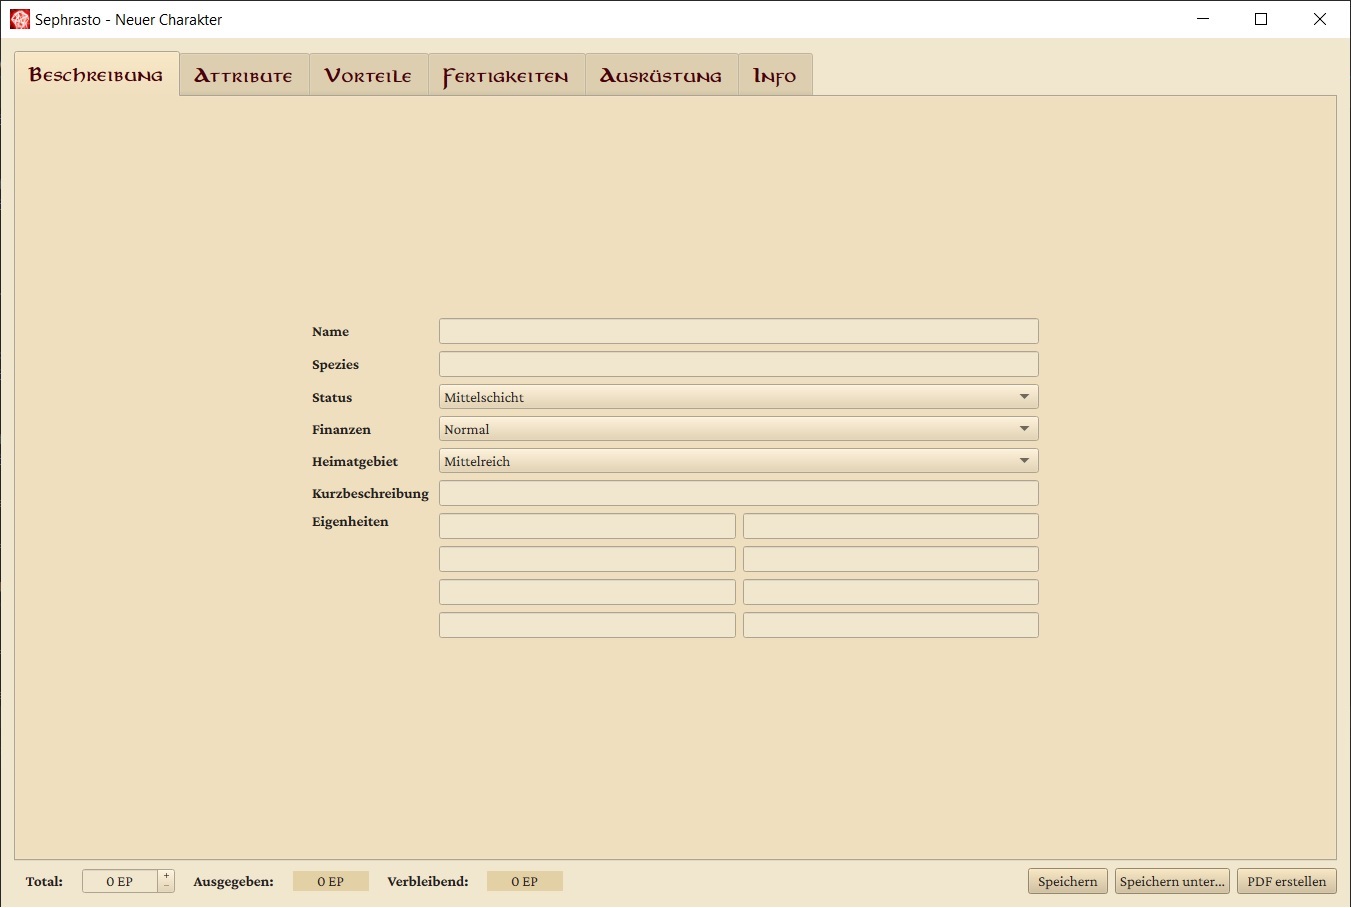 Sephrasto - Neuer Charakter
Beschreibung Attribute Vorteile Fertigkeiten Ausrüstung Info
Name
Spezies
Status Mittelschicht
Finanzen Normal
Heimatgebiet Mittelreich
Kurzbeschreibung
Eigenheiten
Total: 0 EP + - Ausgegeben: 0 EP Verbleibend: 0 EP Speichern Speichern unter... PDF erstellen